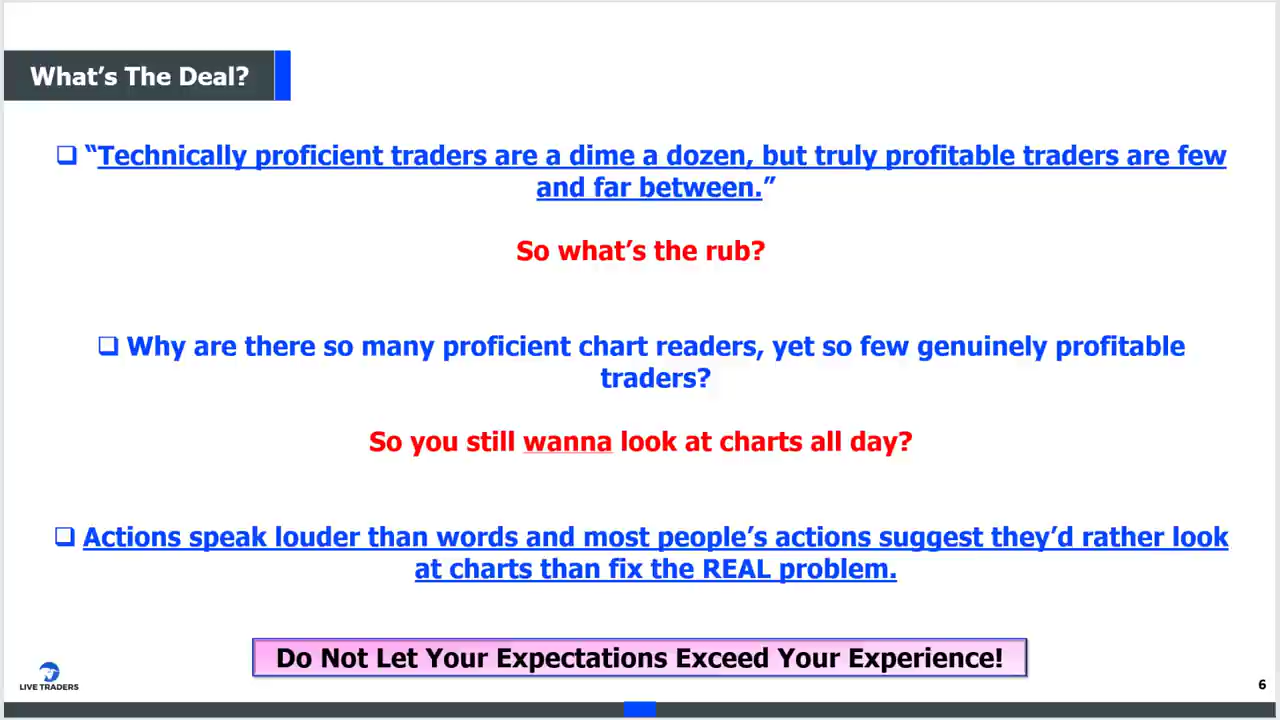 What’s The Deal?
❑ “Technically proficient traders are a dime a dozen, but truly profitable traders are few
and far between.”
So what’s the rub?
❑ Why are there so many proficient chart readers, yet so few genuinely profitable
traders?
So you still wanna look at charts all day?
❑ Actions speak louder than words and most people’s actions suggest they’d rather look
at charts than fix the REAL problem.
Do Not Let Your Expectations Exceed Your Experience!
LIVE TRADERS
6